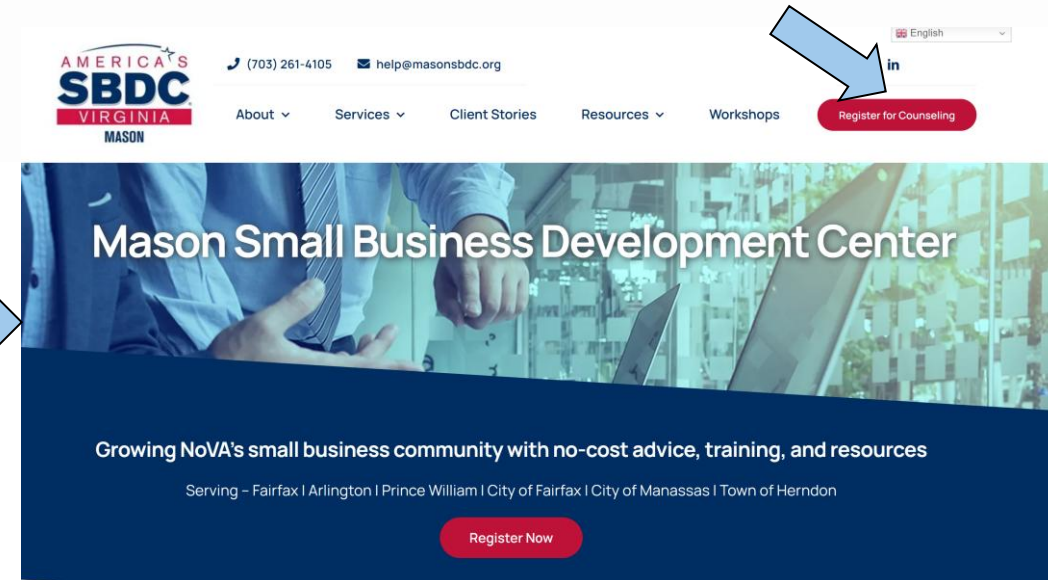 English
AMERICA'S
SBDC
VIRGINIA
MASON
(703) 261-4105 help@masonsbdc.org
in
About Services Client Stories Resources Workshops Register for Counseling
Mason Small Business Development Center
Growing NoVA's small business community with no-cost advice, training, and resources
Serving – Fairfax I Arlington I Prince William I City of Fairfax I City of Manassas I Town of Herndon
Register Now